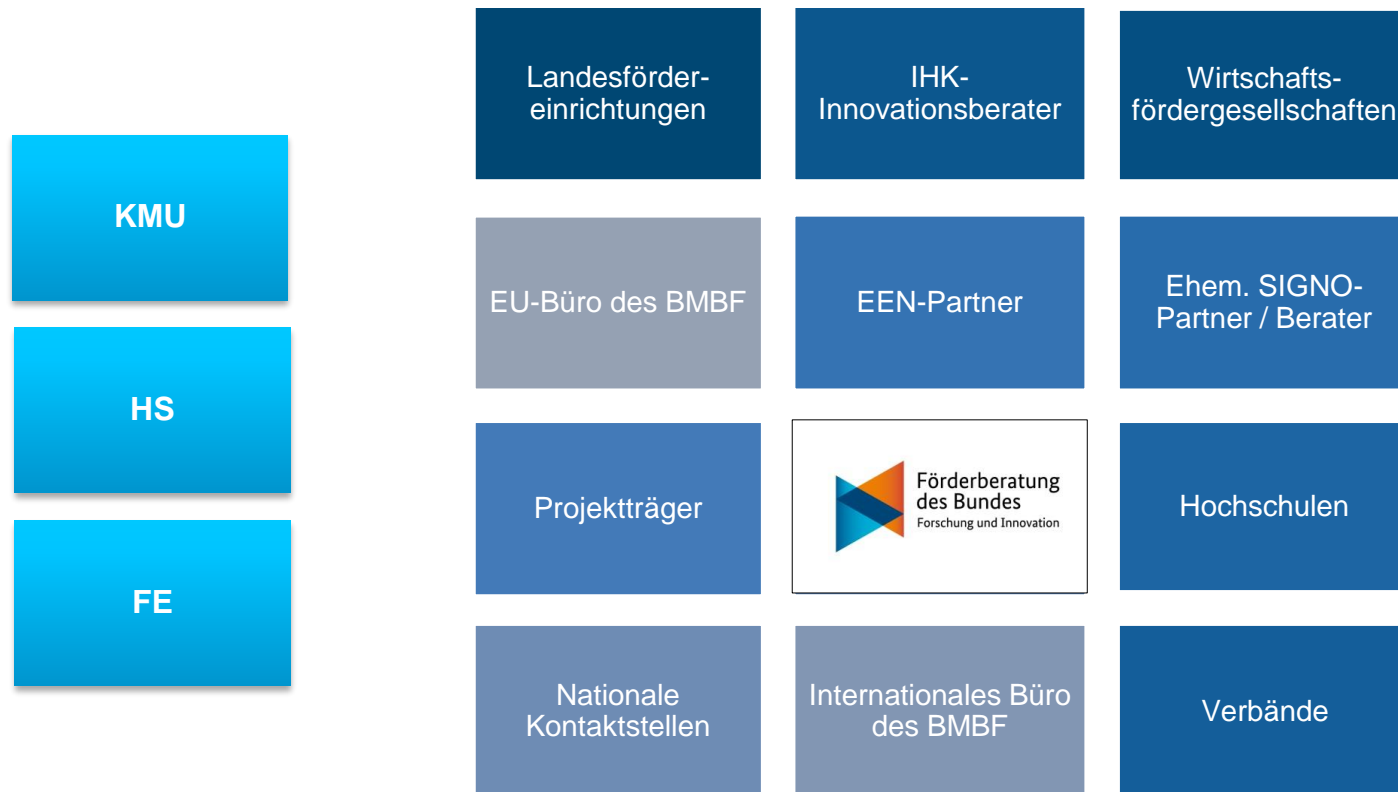 KMU
HS
FE
Landesförder-
einrichtungen
IHK-
Innovationsberater
Wirtschafts-
fördergesellschaften
EU-Büro des BMBF
EEN-Partner
Ehem. SIGNO-
Partner / Berater
Projektträger
Förderberatung
des Bundes
Forschung und Innovation
Hochschulen
Nationale
Kontaktstellen
Internationales Büro
des BMBF
Verbände